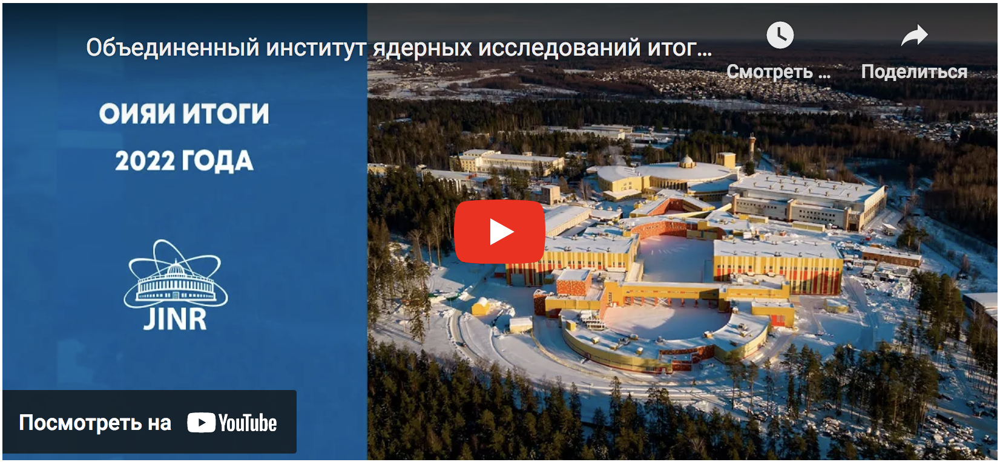 Объединенный институт ядерных исследований итог...
Смотреть ...
Поделиться
ОИЯИ ИТОГИ
2022 ГОДА
JINR
Посмотреть на YouTube